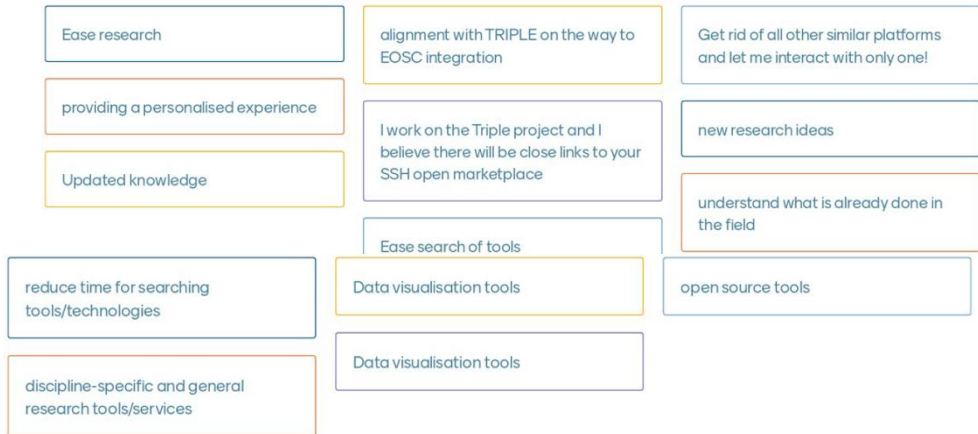 Ease research
providing a personalised experience
Updated knowledge
alignment with TRIPLE on the way to
EOSC integration
I work on the Triple project and I
believe there will be close links to your
SSH open marketplace
Ease search of tools
Get rid of all other similar platforms
and let me interact with only one!
new research ideas
understand what is already done in
the field
reduce time for searching
tools/technologies
discipline-specific and general
research tools/services
Data visualisation tools
Data visualisation tools
open source tools